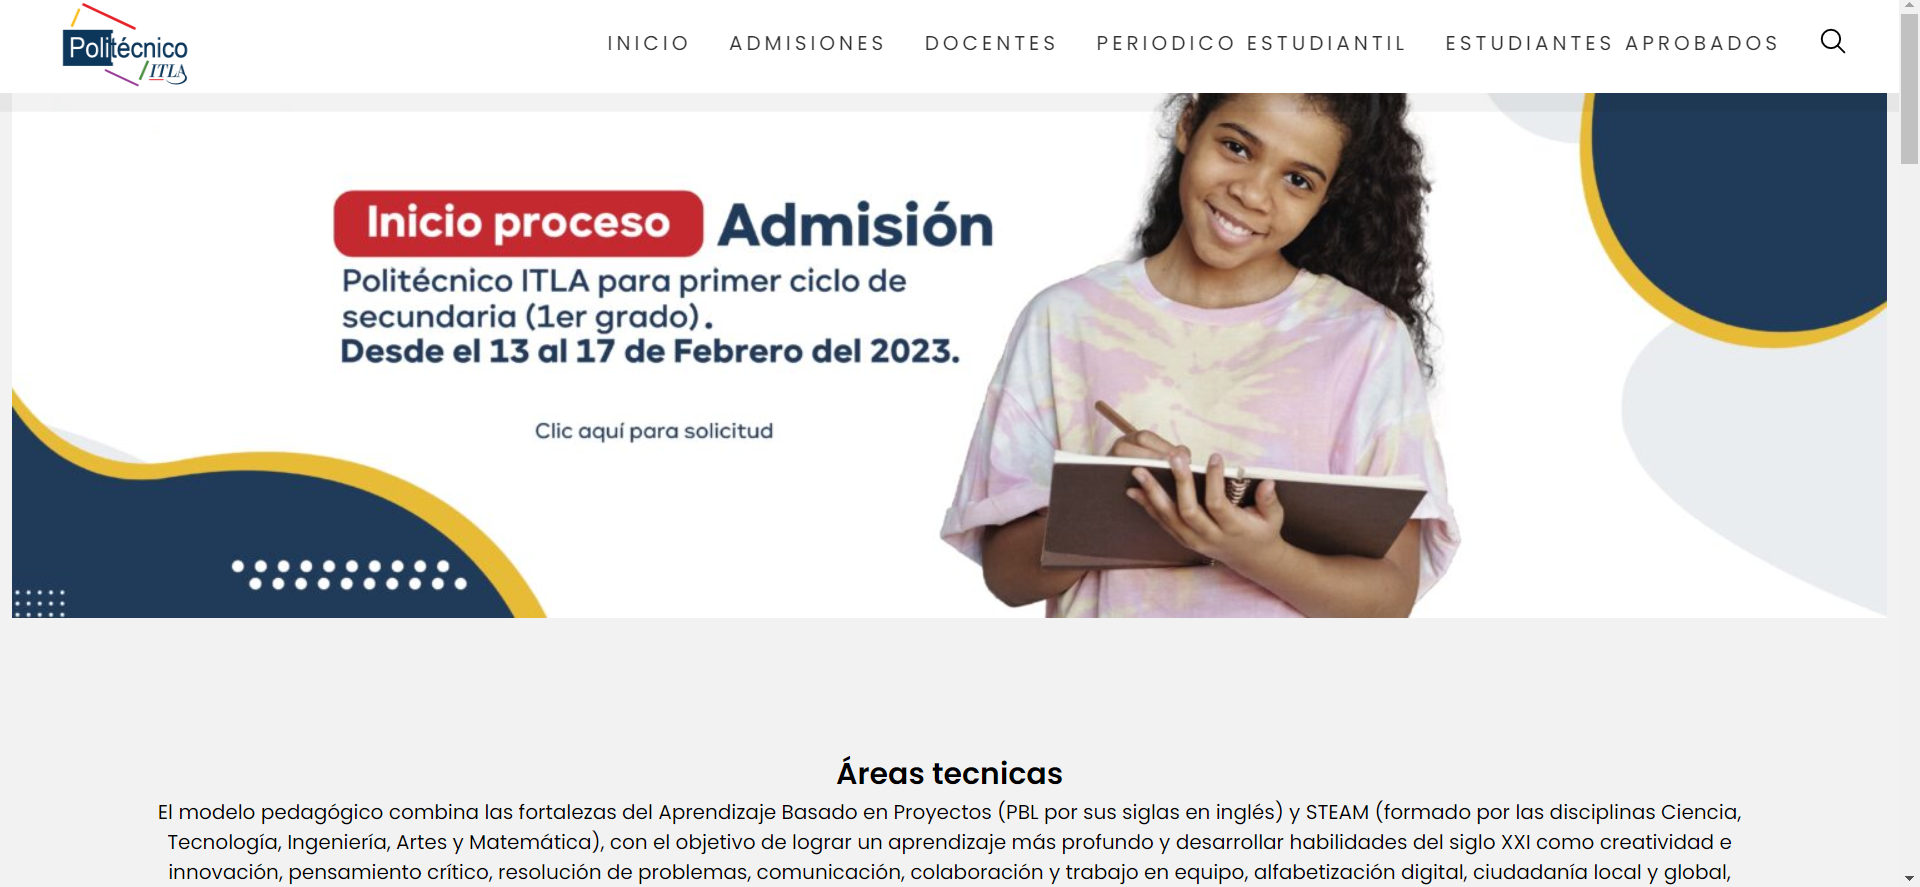 Politécnico
ITLA
INICIO ADMISIONES DOCENTES PERIODICO ESTUDIANTIL ESTUDIANTES APROBADOS
Inicio proceso Admisión
Politécnico ITLA para primer ciclo de
secundaria (1er grado).
Desde el 13 al 17 de Febrero del 2023.
Clic aquí para solicitud
Áreas tecnicas
El modelo pedagógico combina las fortalezas del Aprendizaje Basado en Proyectos (PBL por sus siglas en inglés) y STEAM (formado por las disciplinas Ciencia,
Tecnología, Ingeniería, Artes y Matemática), con el objetivo de lograr un aprendizaje más profundo y desarrollar habilidades del siglo XXI como creatividad e
innovación, pensamiento crítico, resolución de problemas, comunicación, colaboración y trabajo en equipo, alfabetización digital, ciudadanía local y global,